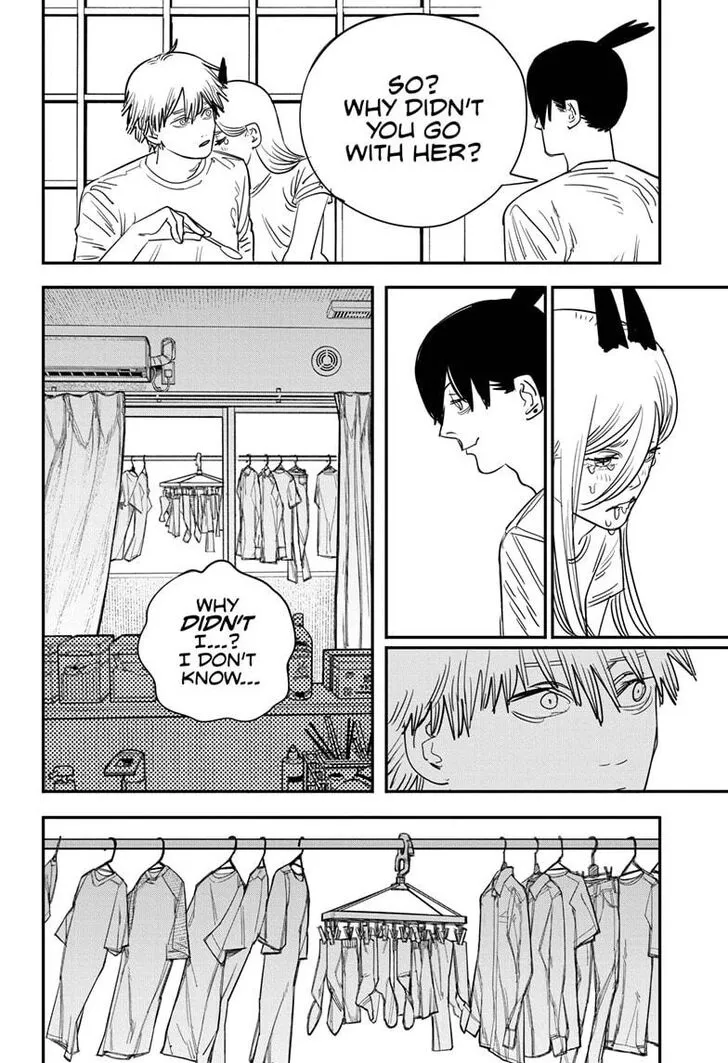 SO?
WHY DIDN'T
YOU GO
WITH HER?
WHY
DIDN'T
I...?
I DON'T
KNOW...